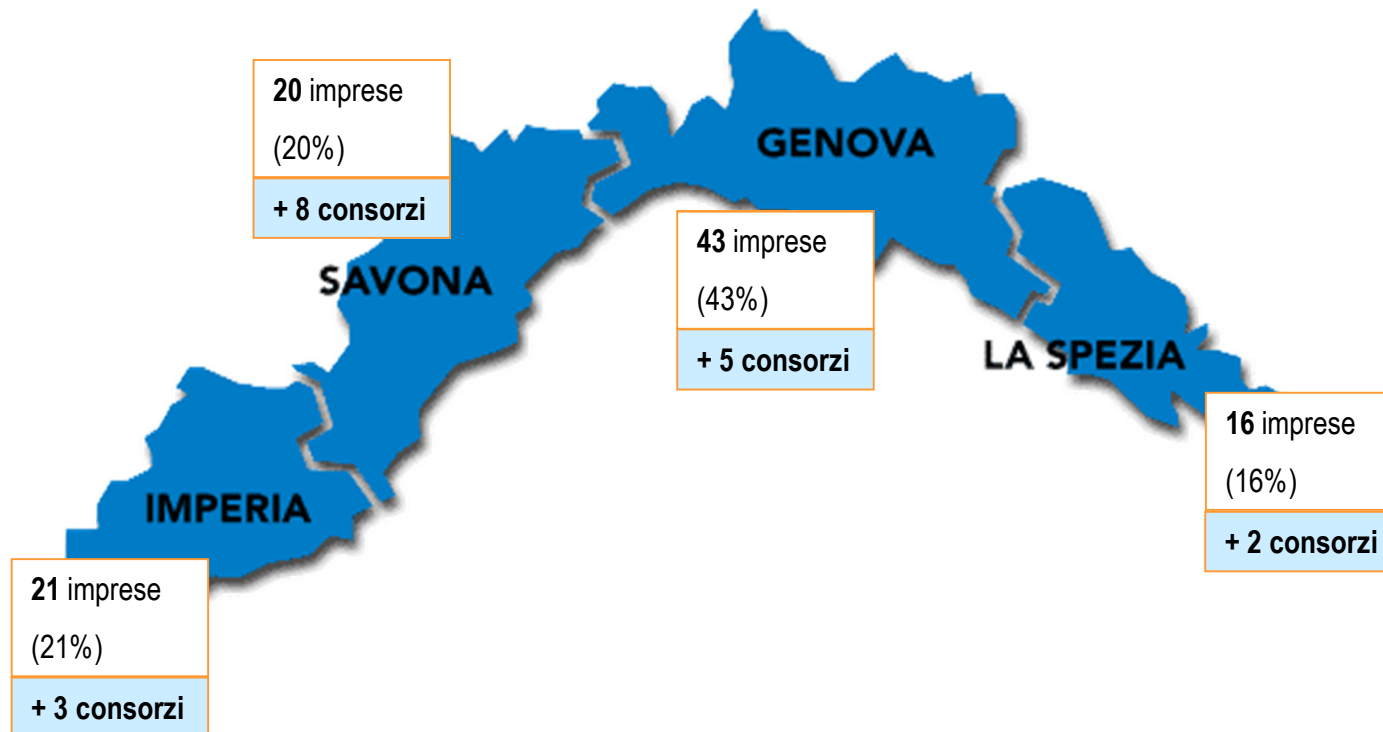 20 imprese
(20%)
+ 8 consorzi
GENOVA
43 imprese
(43%)
+ 5 consorzi
SAVONA
LA SPEZIA
16 imprese
(16%)
+ 2 consorzi
IMPERIA
21 imprese
(21%)
+ 3 consorzi